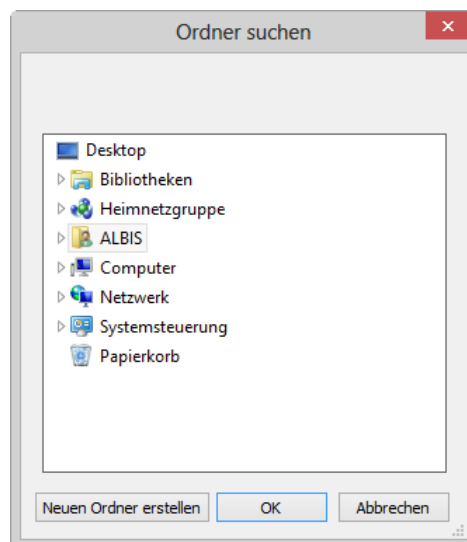 Ordner suchen
Desktop
Bibliotheken
Heimnetzgruppe
ALBIS
Computer
Netzwerk
Systemsteuerung
Papierkorb
Neuen Ordner erstellen OK Abbrechen